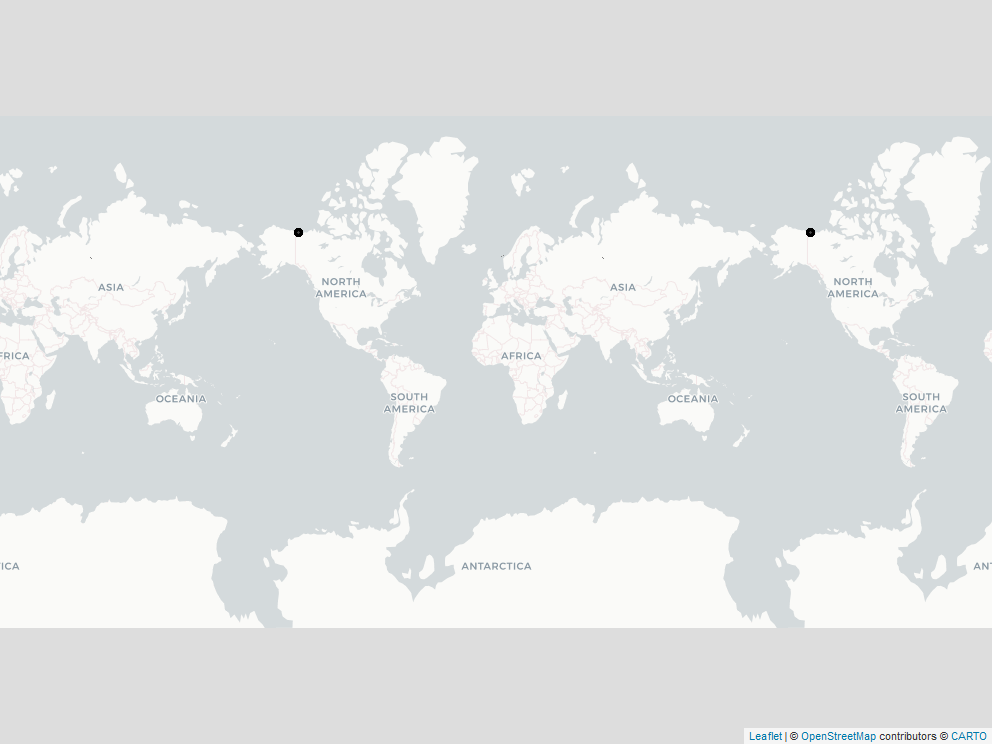 ASIA
NORTH
AMERICA
ASIA
NORTH
AMERICA
FRICA
AFRICA
OCEANIA
SOUTH
AMERICA
OCEANIA
SOUTH
AMERICA
ICA
ANTARCTICA
ANT
Leaflet | © OpenStreetMap contributors © CARTO